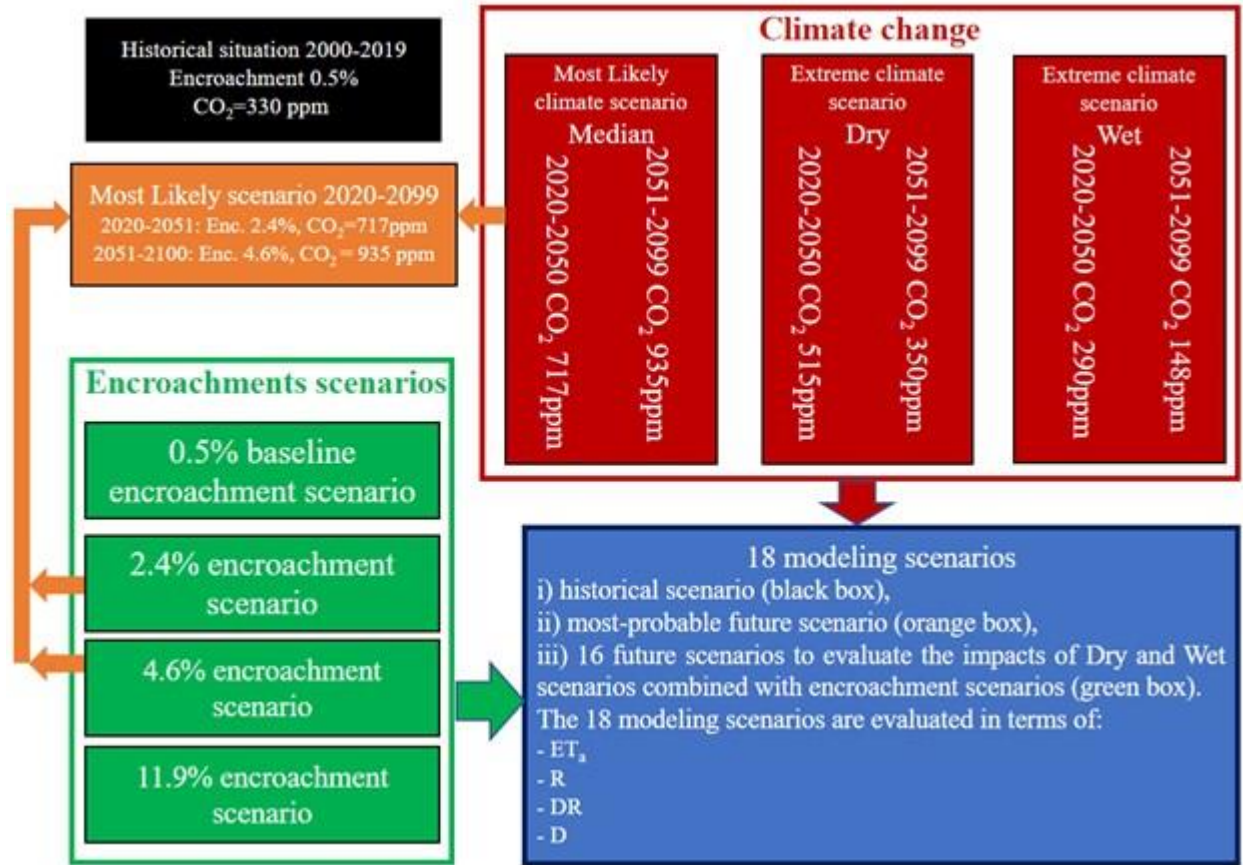 Historical situation 2000-2019
Encroachment 0.5%
CO₂=330 ppm
Most Likely scenario 2020-2099
2020-2051: Enc. 2.4%, CO₂=717ppm
2051-2100: Enc. 4.6%, CO₂ = 935 ppm
Climate change
Most Likely
climate scenario
Median
2051-2099 CO₂ 935ppm
2020-2050 CO₂ 717ppm
Extreme climate
scenario
Dry
2051-2099 CO₂ 350ppm
2020-2050 CO₂ 515ppm
Extreme climate
scenario
Wet
2051-2099 CO₂ 148ppm
2020-2050 CO₂ 290ppm
Encroachments scenarios
0.5% baseline
encroachment scenario
2.4% encroachment
scenario
4.6% encroachment
scenario
11.9% encroachment
scenario
18 modeling scenarios
i) historical scenario (black box),
ii) most-probable future scenario (orange box),
iii) 16 future scenarios to evaluate the impacts of Dry and Wet
scenarios combined with encroachment scenarios (green box).
The 18 modeling scenarios are evaluated in terms of:
- ETₐ
- R
- DR
- D